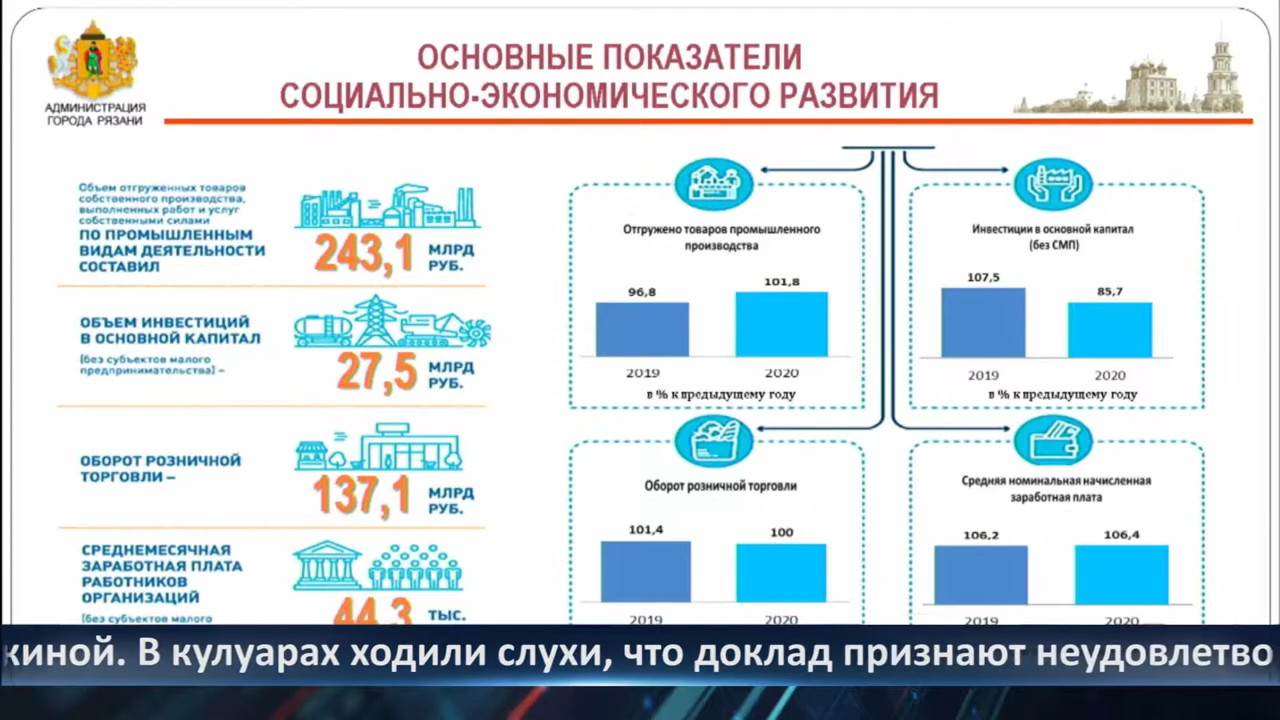 ОСНОВНЫЕ ПОКАЗАТЕЛИ
СОЦИАЛЬНО-ЭКОНОМИЧЕСКОГО РАЗВИТИЯ
АДМИНИСТРАЦИЯ
ГОРОДА РЯЗАНИ
Объем отгруженных товаров
собственного производства,
выполненных работ и услуг
собственными силами
ПО ПРОМЫШЛЕННЫМ
ВИДАМ ДЕЯТЕЛЬНОСТИ
СОСТАВИЛ
243,1 МЛРД
РУБ.
ОБЪЕМ ИНВЕСТИЦИЙ
В ОСНОВНОЙ КАПИТАЛ
(без субъектов малого
предпринимательства) –
27,5 МЛРД
РУБ.
ОБОРОТ РОЗНИЧНОЙ
ТОРГОВЛИ –
137,1 МЛРД
РУБ.
СРЕДНЕМЕСЯЧНАЯ
ЗАРАБОТНАЯ ПЛАТА
РАБОТНИКОВ
ОРГАНИЗАЦИЙ
(без субъектов малого
44,3 ТЫС.
Отгружено товаров промышленного
производства
96,8
101,8
2019
2020
в % к предыдущему году
Инвестиции в основной капитал
(без СМП)
107,5
85,7
2019
2020
в % к предыдущему году
Оборот розничной торговли
101,4
100
2019
2020
Средняя номинальная начисленная
заработная плата
106,2
106,4
2019
2020
киной. В кулуарах ходили слухи, что доклад признают неудовлетво